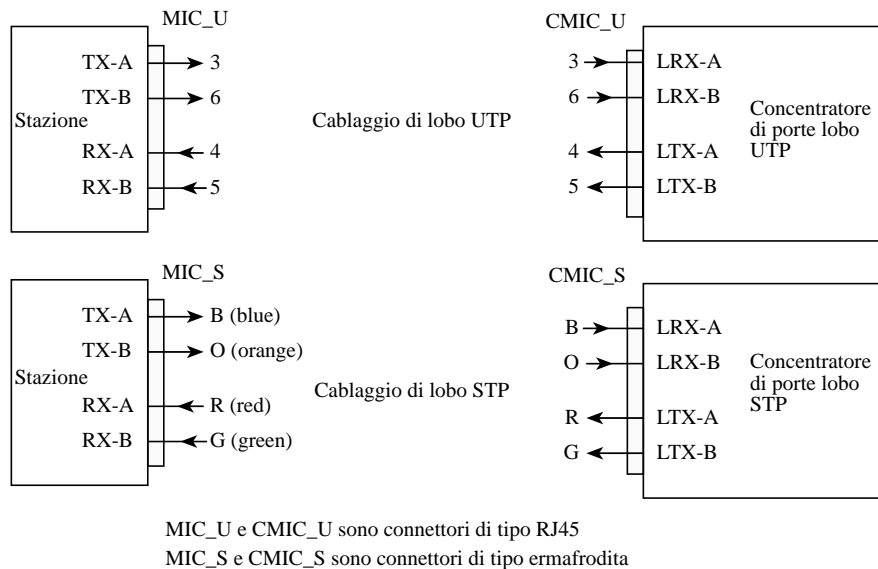 MIC_U
CMIC_U
TX-A 3
TX-B 6
Stazione
RX-A 4
RX-B 5
Cablaggio di lobo UTP
3 LRX-A
6 LRX-B
4 LTX-A
5 LTX-B
Concentratore
di porte lobo
UTP
MIC_S
CMIC_S
TX-A B (blue)
TX-B O (orange)
Stazione
RX-A R (red)
RX-B G (green)
Cablaggio di lobo STP
B LRX-A
O LRX-B
R LTX-A
G LTX-B
Concentratore
di porte lobo
STP
MIC_U e CMIC_U sono connettori di tipo RJ45
MIC_S e CMIC_S sono connettori di tipo ermafrodita